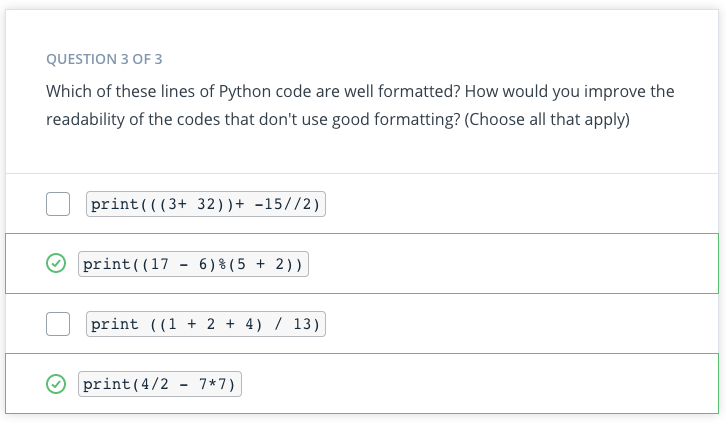 QUESTION 3 OF 3
Which of these lines of Python code are well formatted? How would you improve the
readability of the codes that don't use good formatting? (Choose all that apply)
print(((3+ 32))+ -15//2)
print((17 - 6)%(5 + 2))
print ((1 + 2 + 4) / 13)
print(4/2 - 7*7)